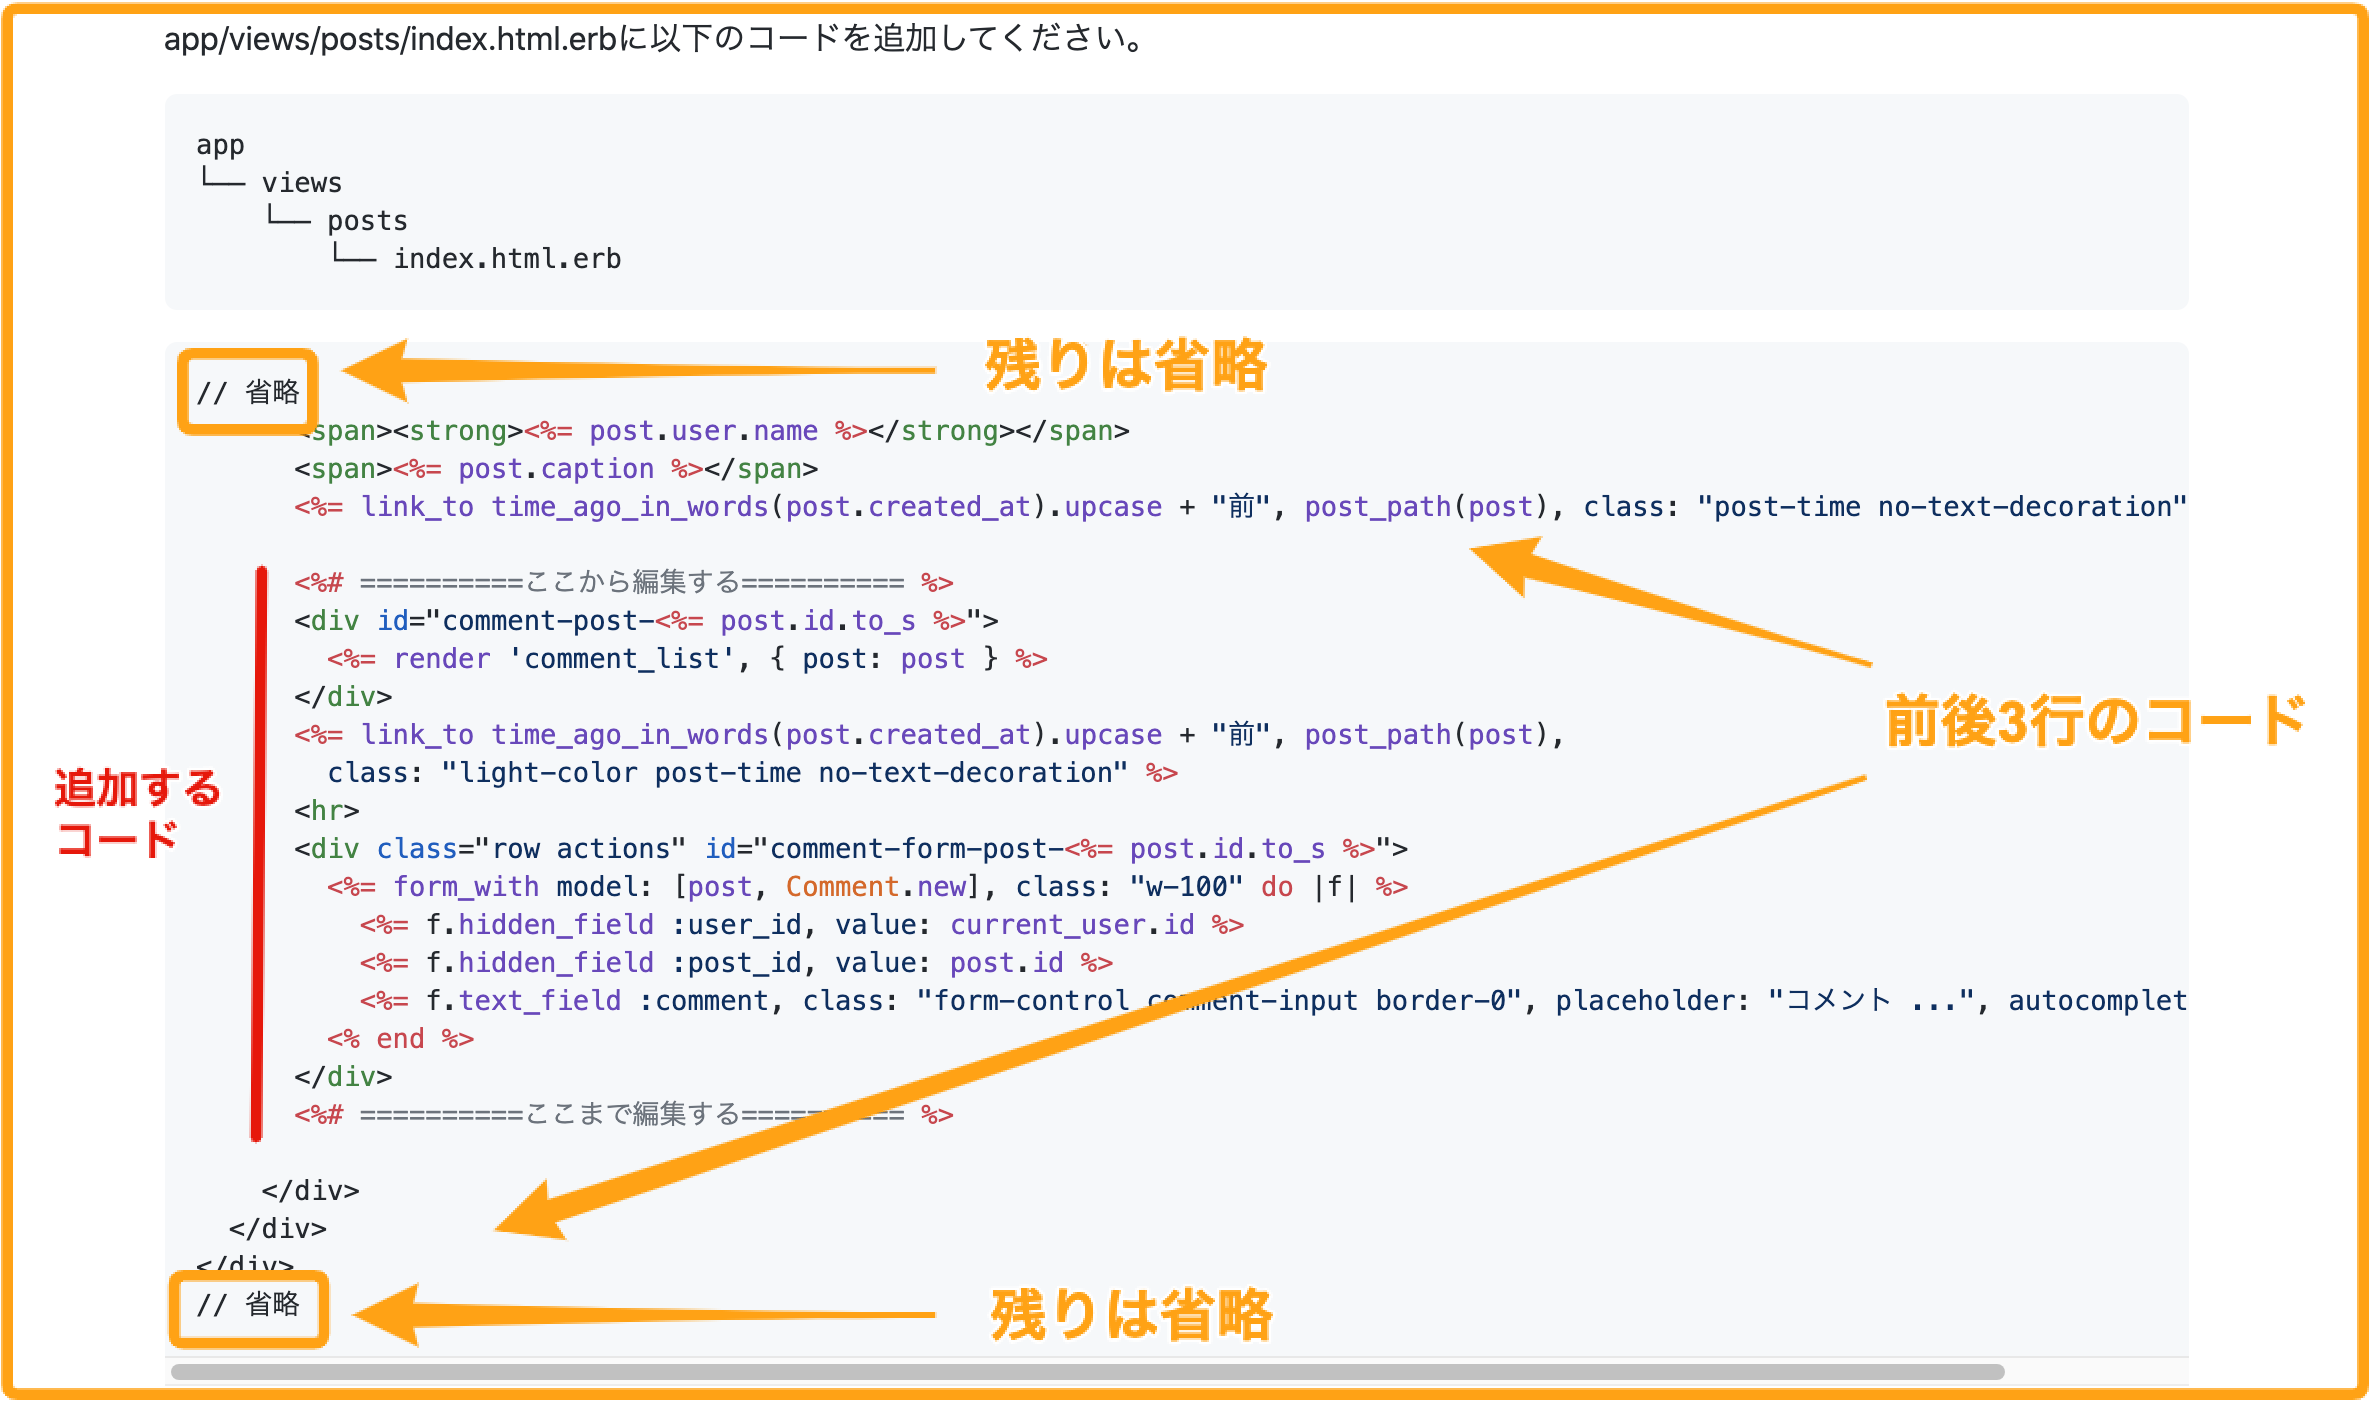 app/views/posts/index.html.erbに以下のコードを追加してください。
app
└── views
    └── posts
        └── index.html.erb
残りは省略
// 省略
      <span><strong><%= post.user.name %></strong></span>
      <span><%= post.caption %></span>
      <%= link_to time_ago_in_words(post.created_at).upcase + "前", post_path(post), class: "post-time no-text-decoration"
      <%# ==========ここから編集する========== %>
      <div id="comment-post-<%= post.id.to_s %>">
        <%= render 'comment_list', { post: post } %>
      </div>
      <%= link_to time_ago_in_words(post.created_at).upcase + "前", post_path(post),
        class: "light-color post-time no-text-decoration" %>
      <hr>
      <div class="row actions" id="comment-form-post-<%= post.id.to_s %>">
        <%= form_with model: [post, Comment.new], class: "w-100" do |f| %>
          <%= f.hidden_field :user_id, value: current_user.id %>
          <%= f.hidden_field :post_id, value: post.id %>
          <%= f.text_field :comment, class: "form-control comment-input border-0", placeholder: "コメント ...", autocomplet
        <% end %>
      </div>
      <%# ==========ここまで編集する========== %>
    </div>
  </div>
</div>
// 省略
前後3行のコード
追加する
コード
残りは省略